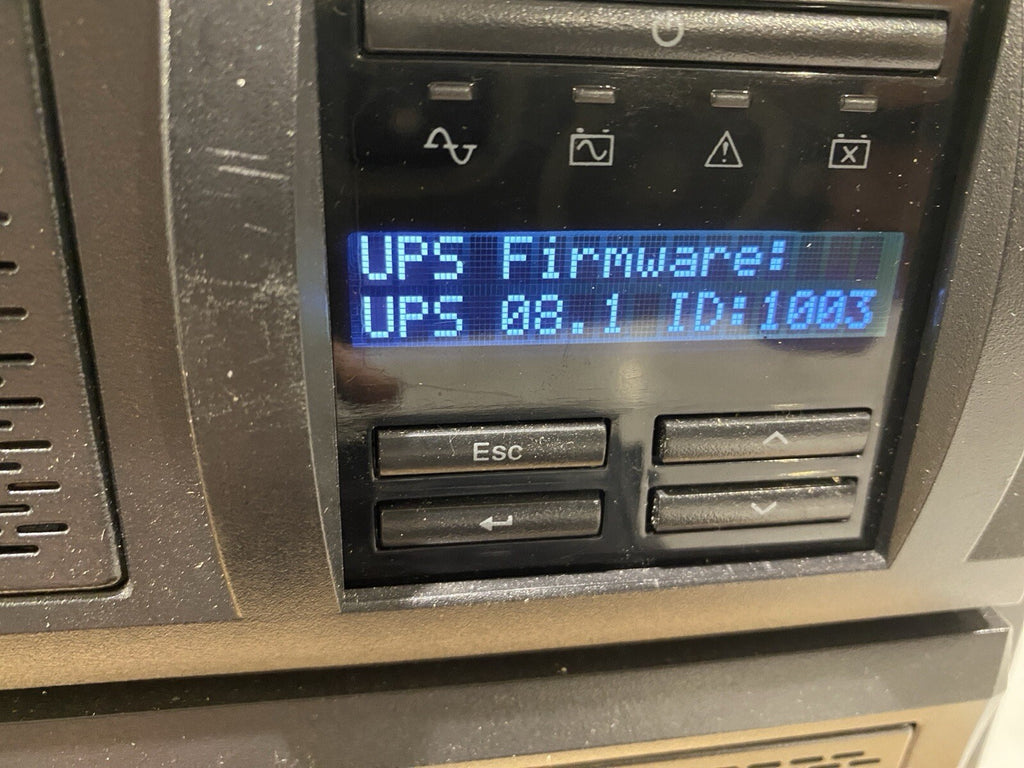 UPS Firmware:
UPS 08.1 ID:1003
Esc